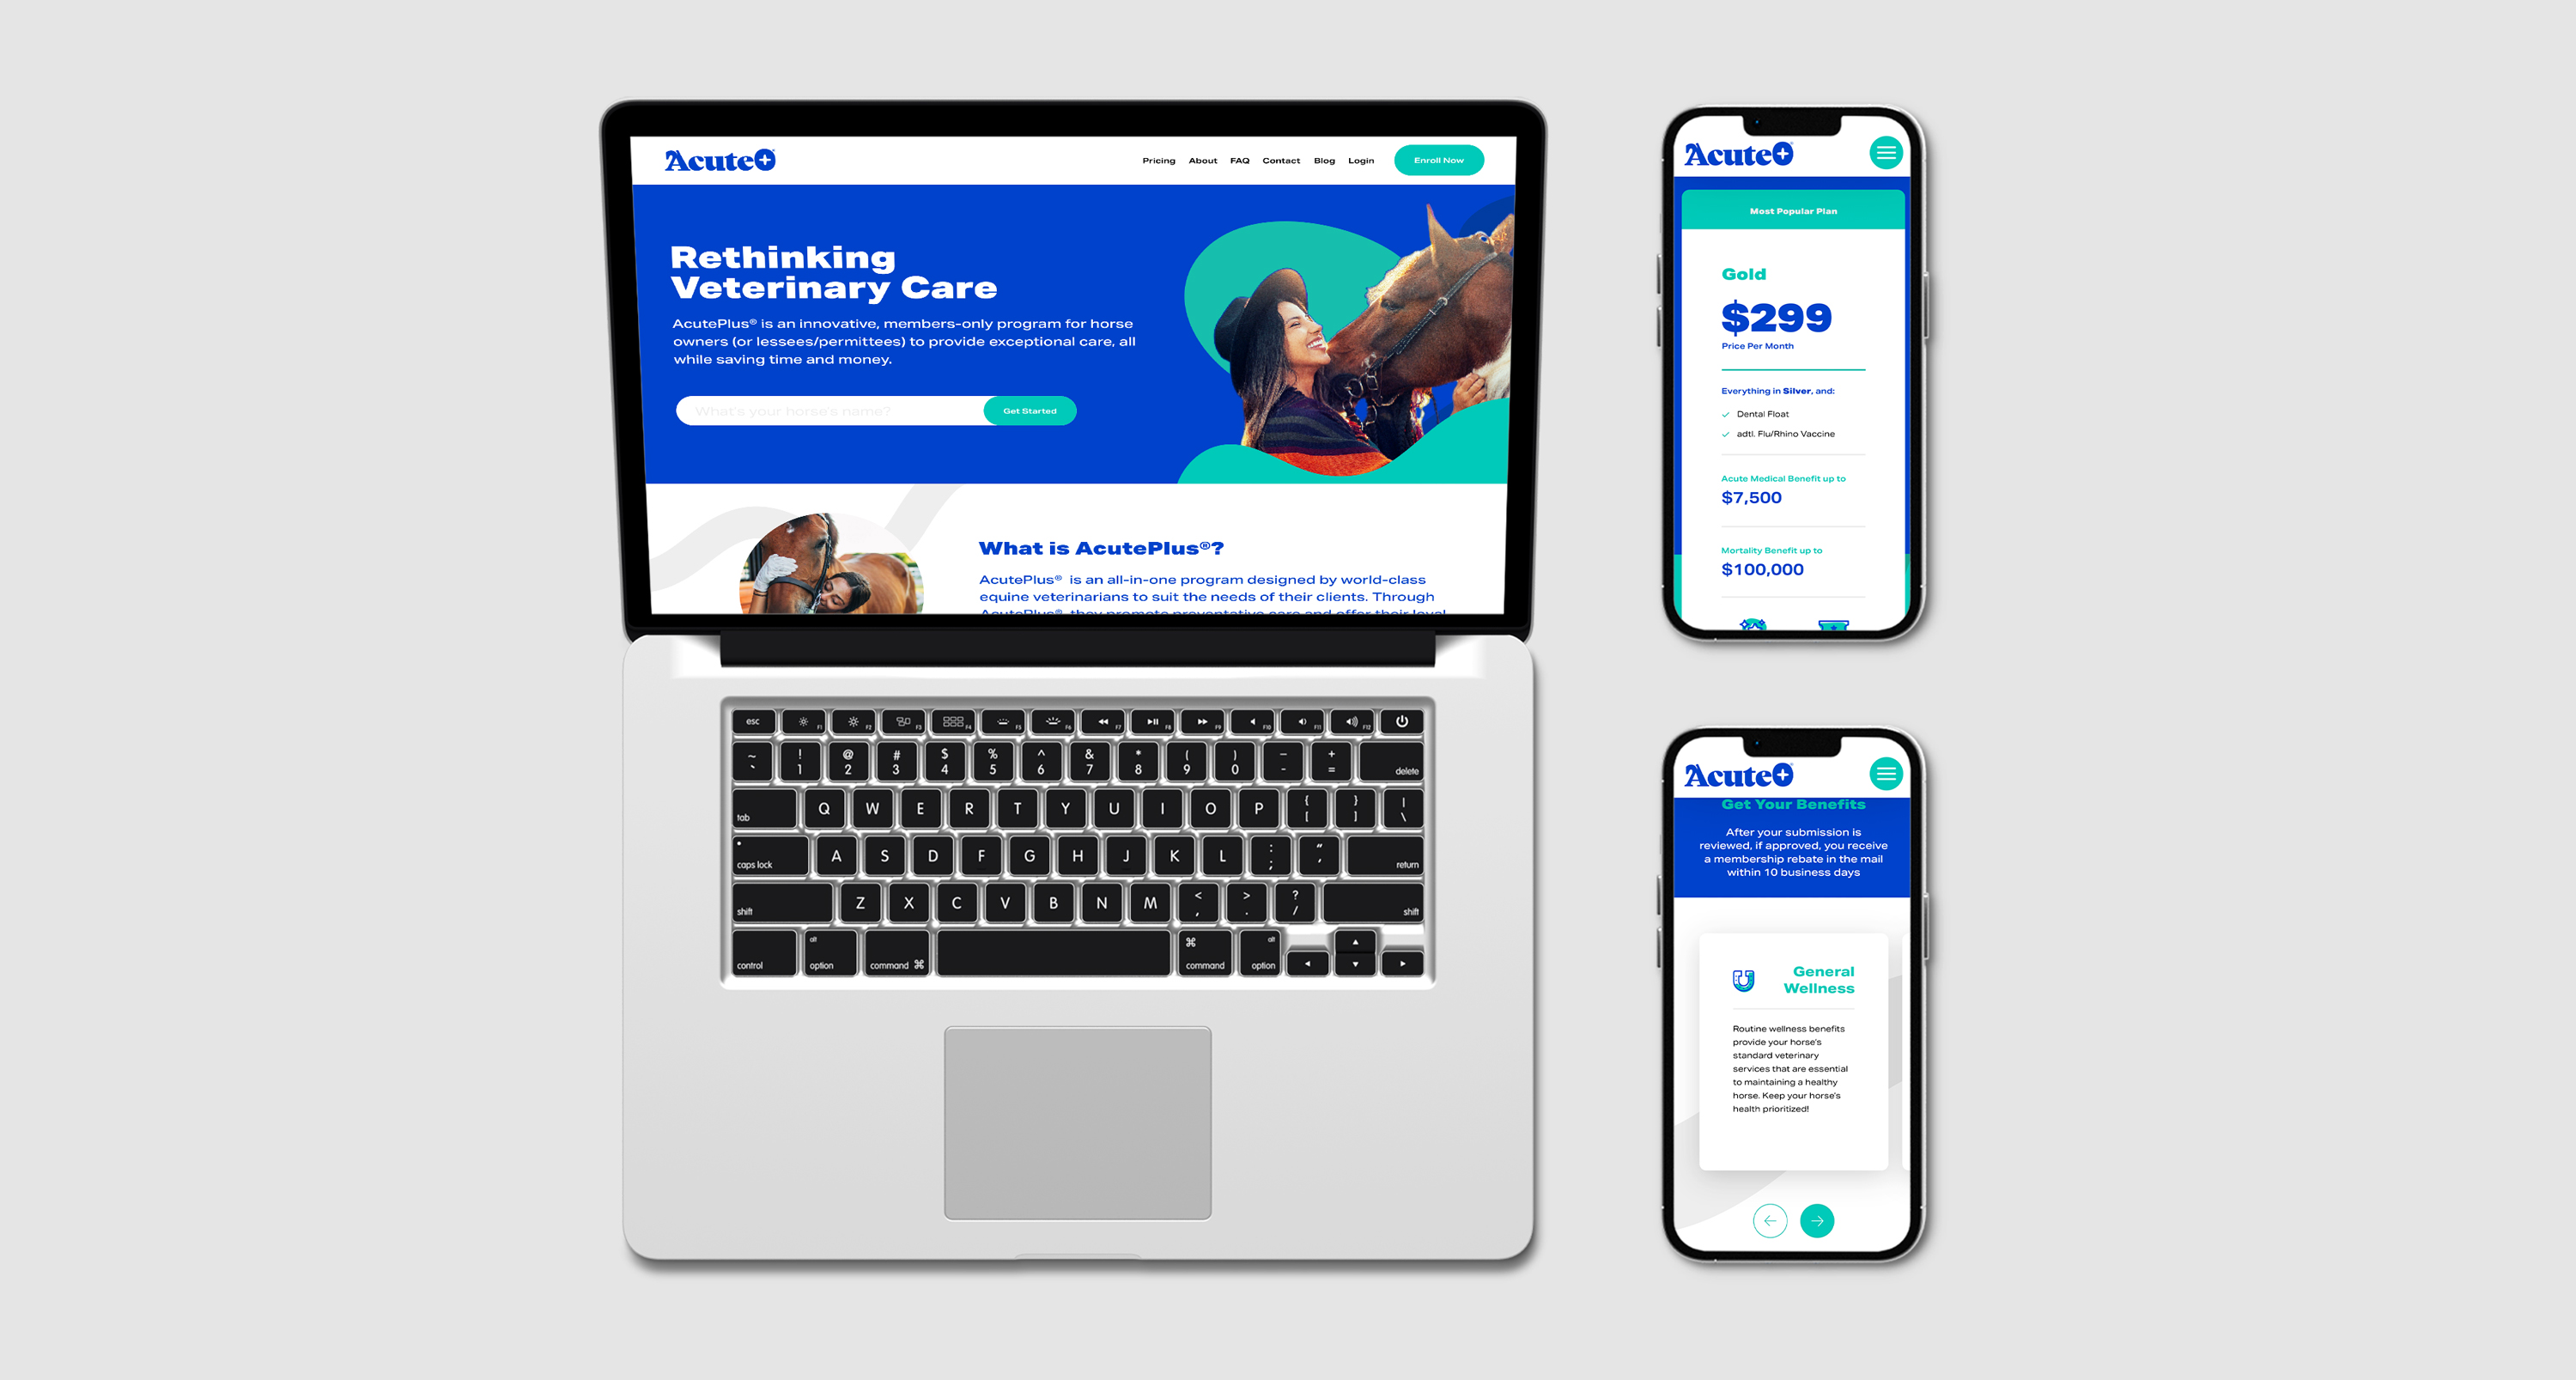 Acute+
Pricing About FAQ Contact Blog Login Enroll Now
Rethinking
Veterinary Care
AcutePlus® is an innovative, members-only program for horse
owners (or lessees/permittees) to provide exceptional care, all
while saving time and money.
What's your horse's name? Get Started
What is AcutePlus®?
AcutePlus® is an all-in-one program designed by world-class
equine veterinarians to suit the needs of their clients. Through
AcutePlus®, they promote preventative care and offer their loyal
esc F1 F2 F3 F4 F5 F6 F7 F8 F9 F10 F11 F12
~ ! @ # $ % ^ & * ( ) – +
` 1 2 3 4 5 6 7 8 9 0 - = delete
tab Q W E R T Y U I O P { [ } ] | \
caps lock A S D F G H J K L : ; " ' return
shift Z X C V B N M < , > . ? / shift
control alt option command ⌘ ⌘ command alt option
Acute+
Most Popular Plan
Gold
$299
Price Per Month
Everything in Silver, and:
Dental Float
adtl. Flu/Rhino Vaccine
Acute Medical Benefit up to
$7,500
Mortality Benefit up to
$100,000
Acute+
Get Your Benefits
After your submission is
reviewed, if approved, you receive
a membership rebate in the mail
within 10 business days
General
Wellness
Routine wellness benefits
provide your horse's
standard veterinary
services that are essential
to maintaining a healthy
horse. Keep your horse's
health prioritized!